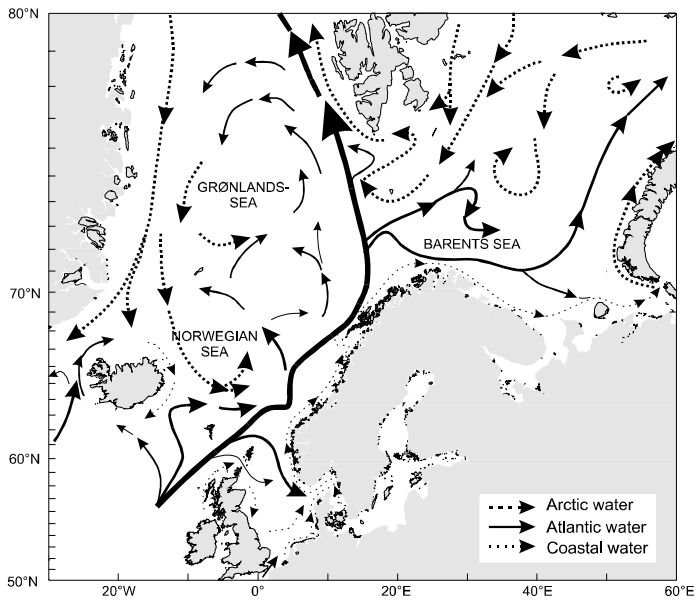 80°N
GRØNLANDS-
SEA
BARENTS SEA
70°N
NORWEGIAN
SEA
60°N
Arctic water
Atlantic water
Coastal water
50°N
20°W
0°
20°E
40°E
60°E